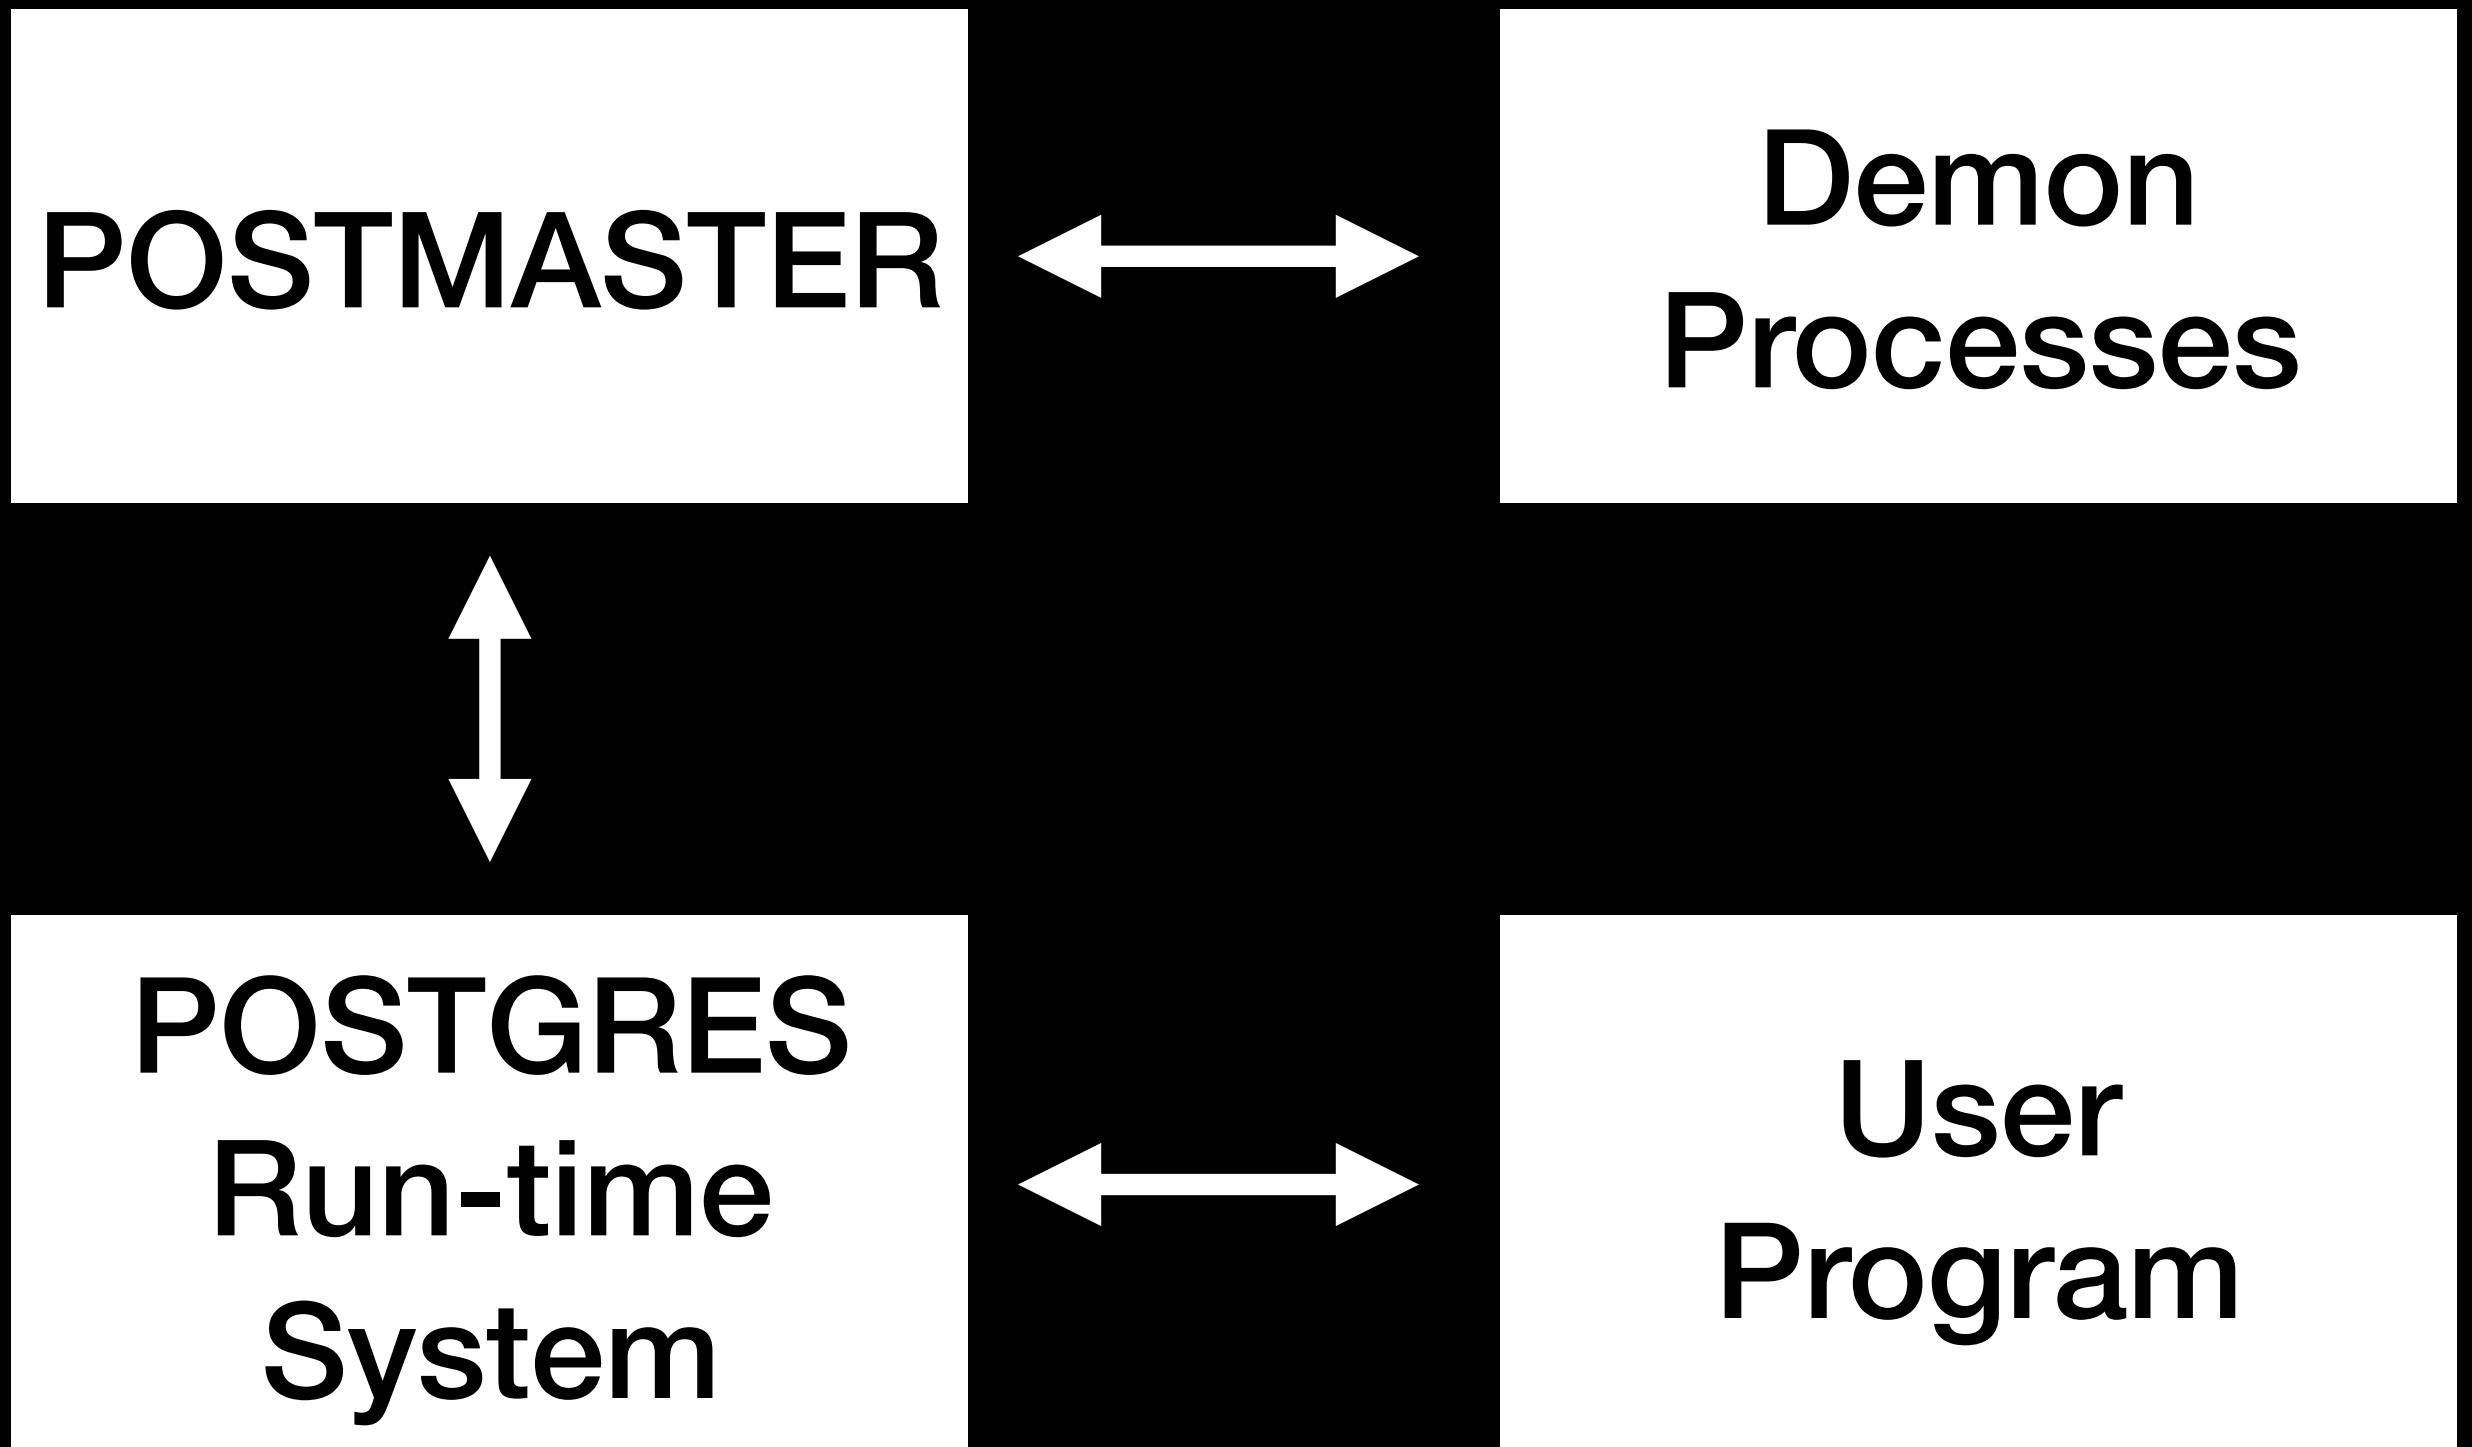 POSTMASTER
Demon
Processes
POSTGRES
Run-time
System
User
Program